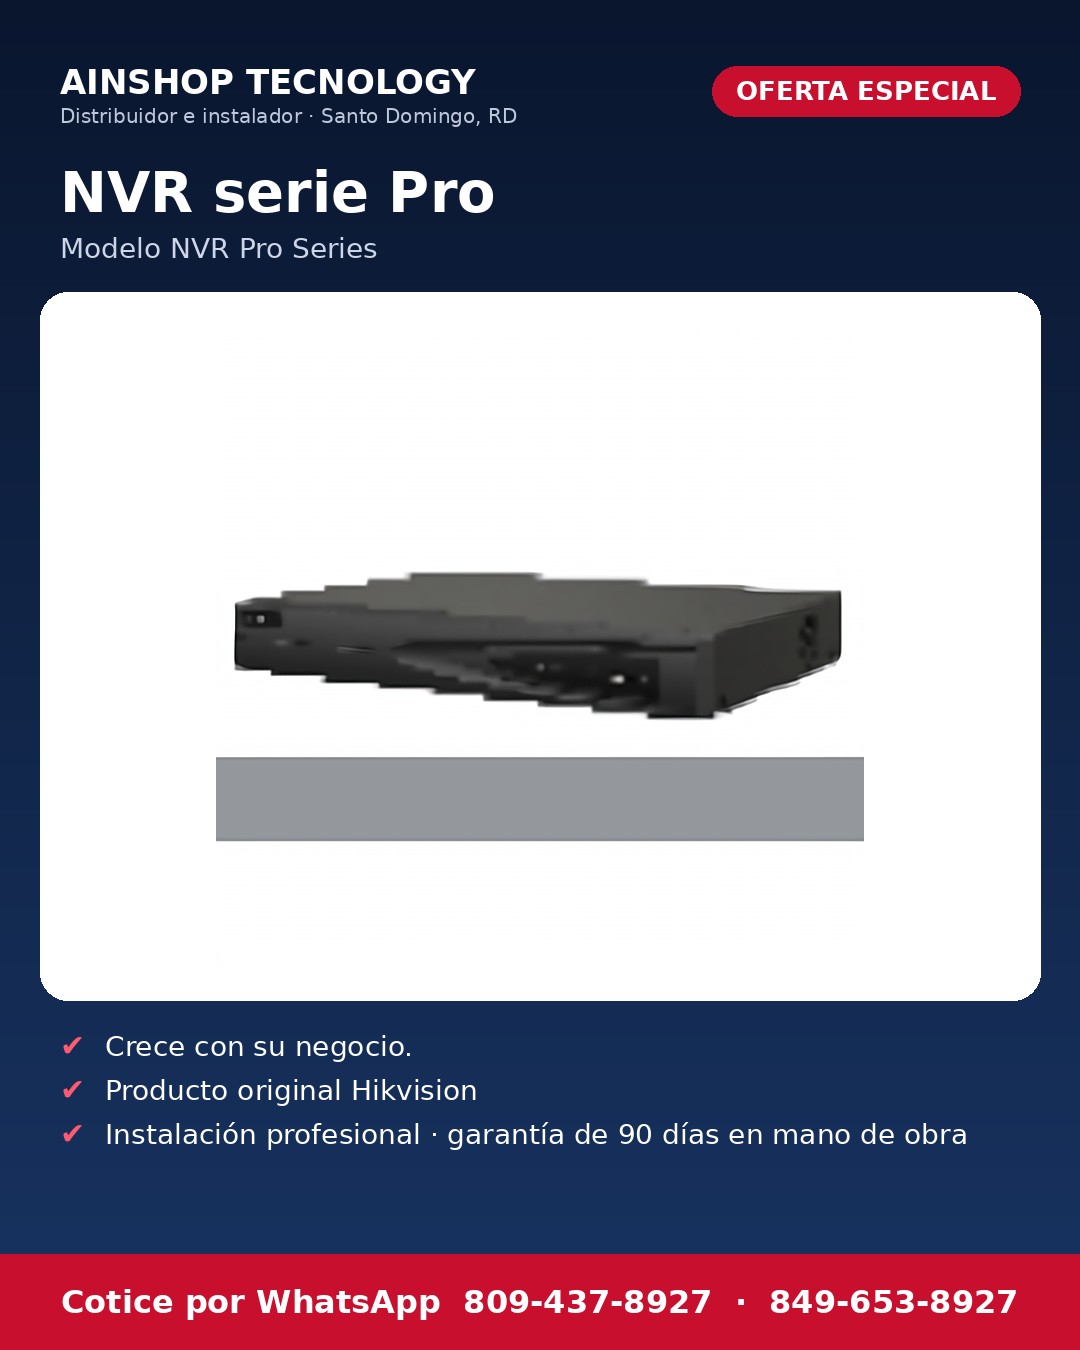 AINSHOP TECNOLOGY
Distribuidor e instalador · Santo Domingo, RD
OFERTA ESPECIAL
NVR serie Pro
Modelo NVR Pro Series
✔ Crece con su negocio.
✔ Producto original Hikvision
✔ Instalación profesional · garantía de 90 días en mano de obra
Cotice por WhatsApp 809-437-8927 · 849-653-8927